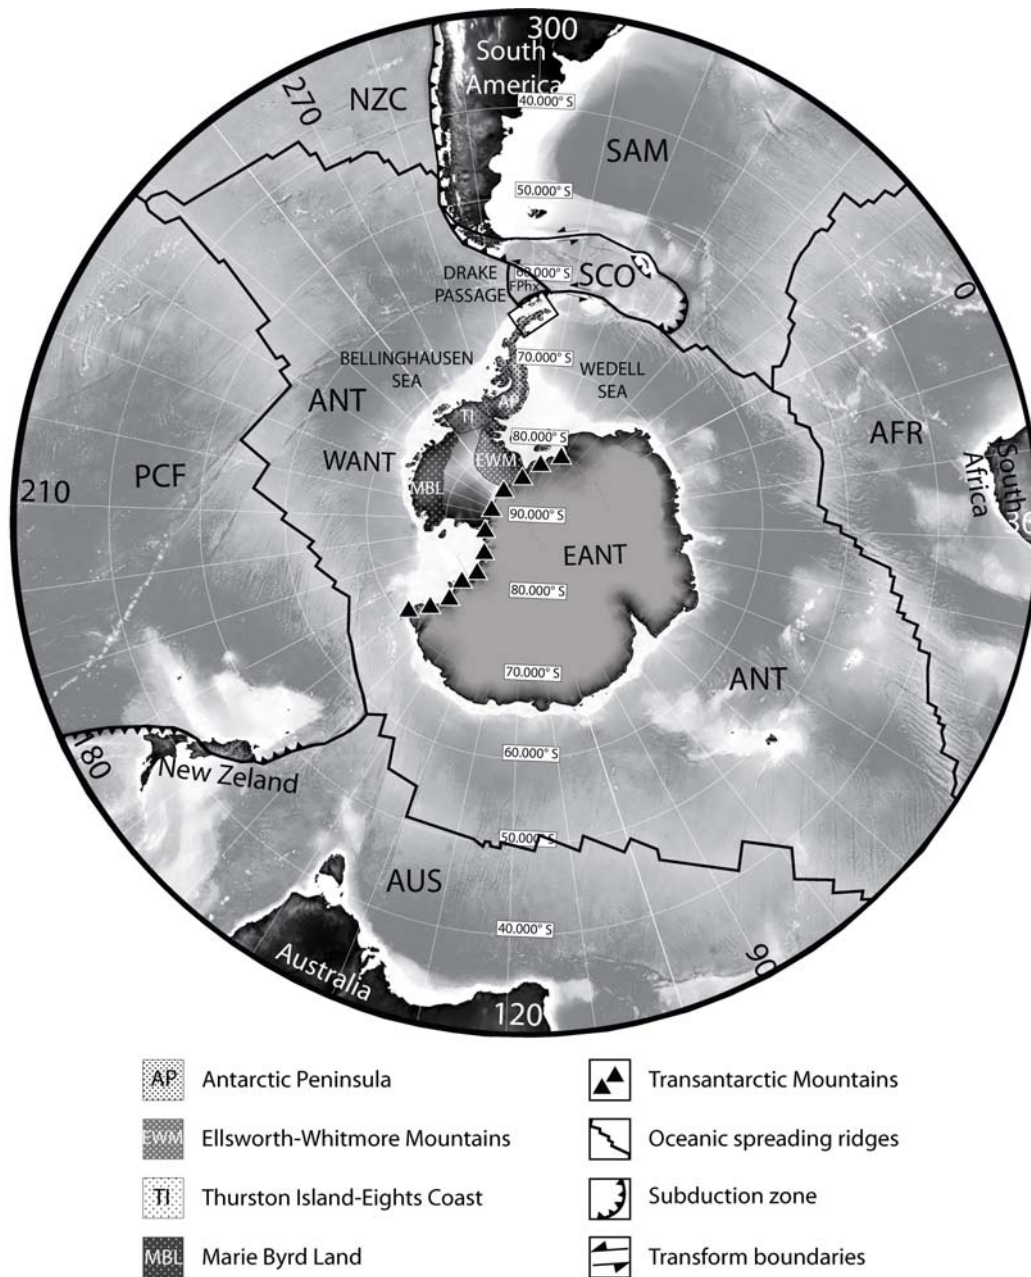 300
South
America
270
NZC
40.000° S
SAM
50.000° S
DRAKE
PASSAGE
60.000° S
FPhx
SCO
0
BELLINGHAUSEN
SEA
70.000° S
WEDELL
SEA
ANT
AP
TI
AFR
80.000° S
WANT
EWM
PCF
MBL
210
South
Africa
30
90.000° S
EANT
80.000° S
70.000° S
ANT
180
New Zeland
60.000° S
50.000° S
AUS
40.000° S
Australia
90
120
AP Antarctic Peninsula
Transantarctic Mountains
EWM Ellsworth-Whitmore Mountains
Oceanic spreading ridges
TI Thurston Island-Eights Coast
Subduction zone
MBL Marie Byrd Land
Transform boundaries